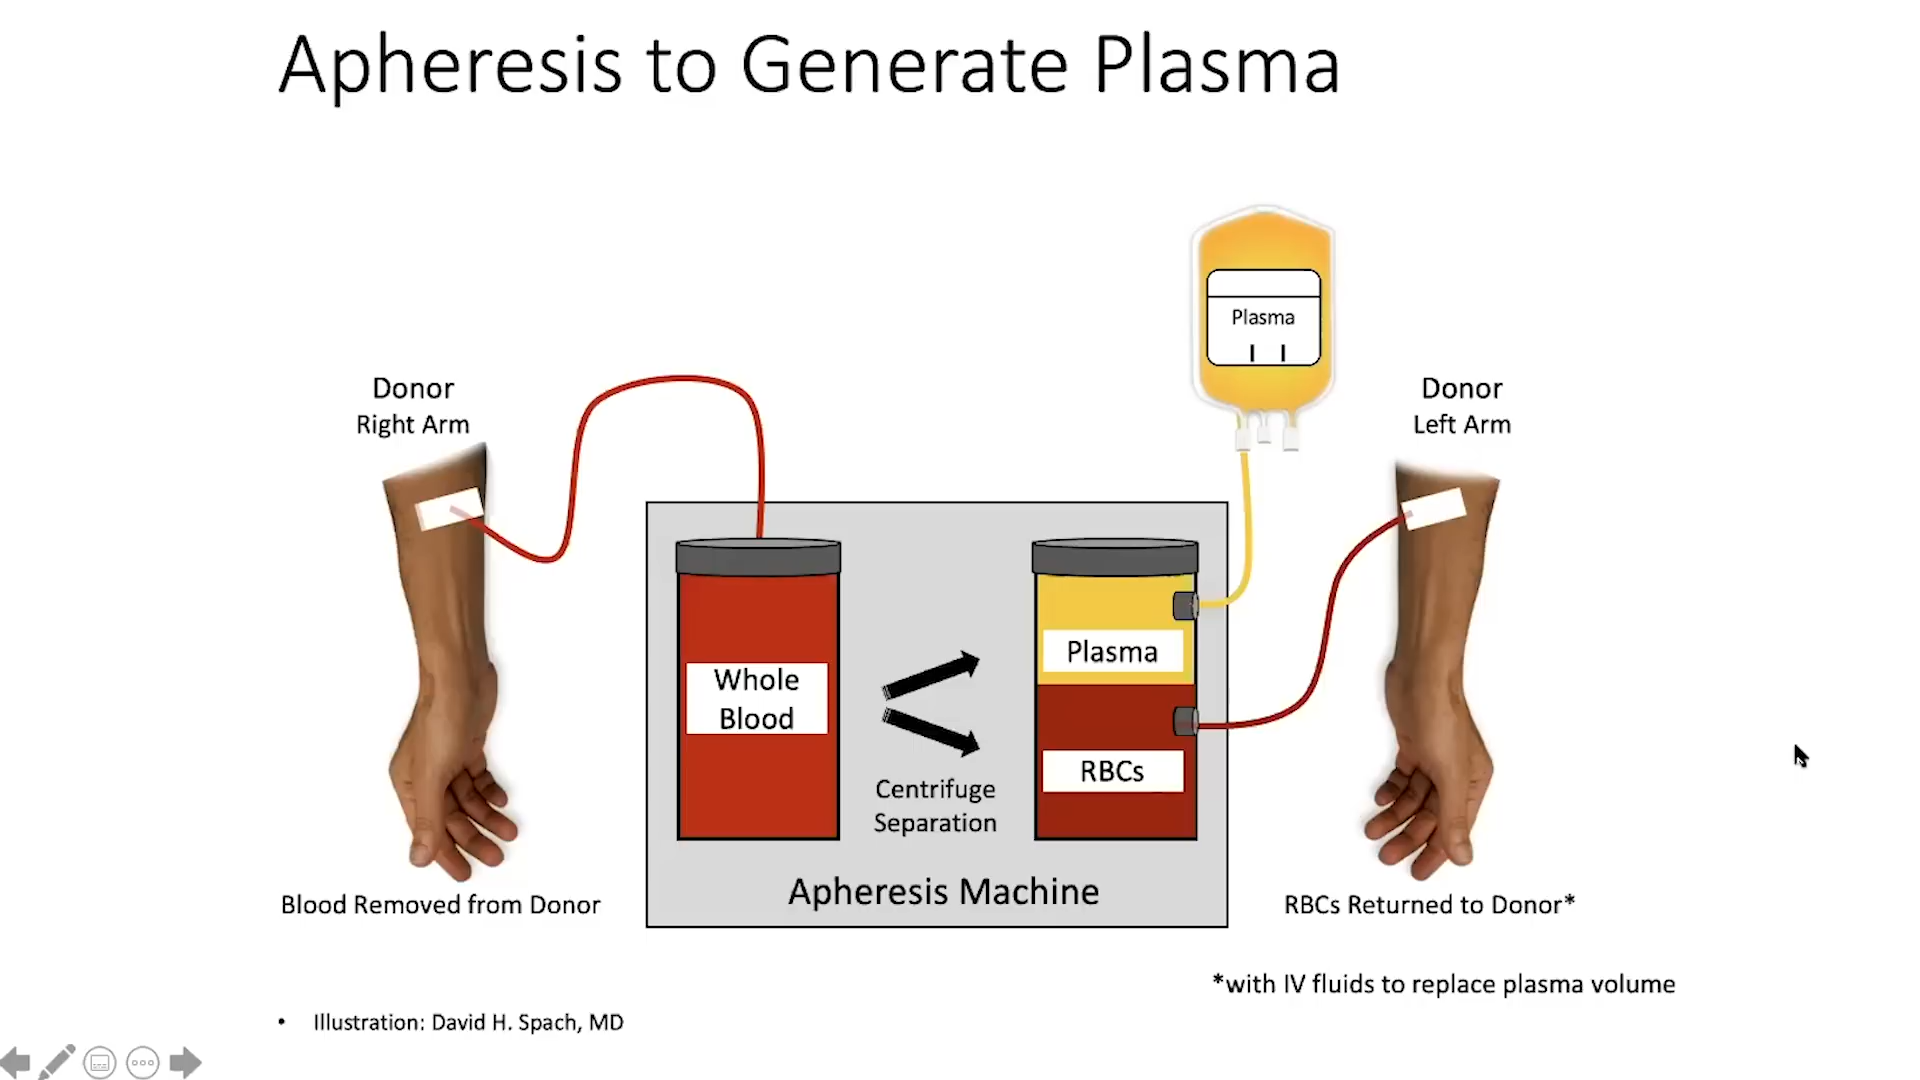 Apheresis to Generate Plasma
Plasma
Donor
Right Arm
Donor
Left Arm
Whole
Blood
Plasma
RBCs
Centrifuge
Separation
Apheresis Machine
Blood Removed from Donor
RBCs Returned to Donor*
*with IV fluids to replace plasma volume
• Illustration: David H. Spach, MD